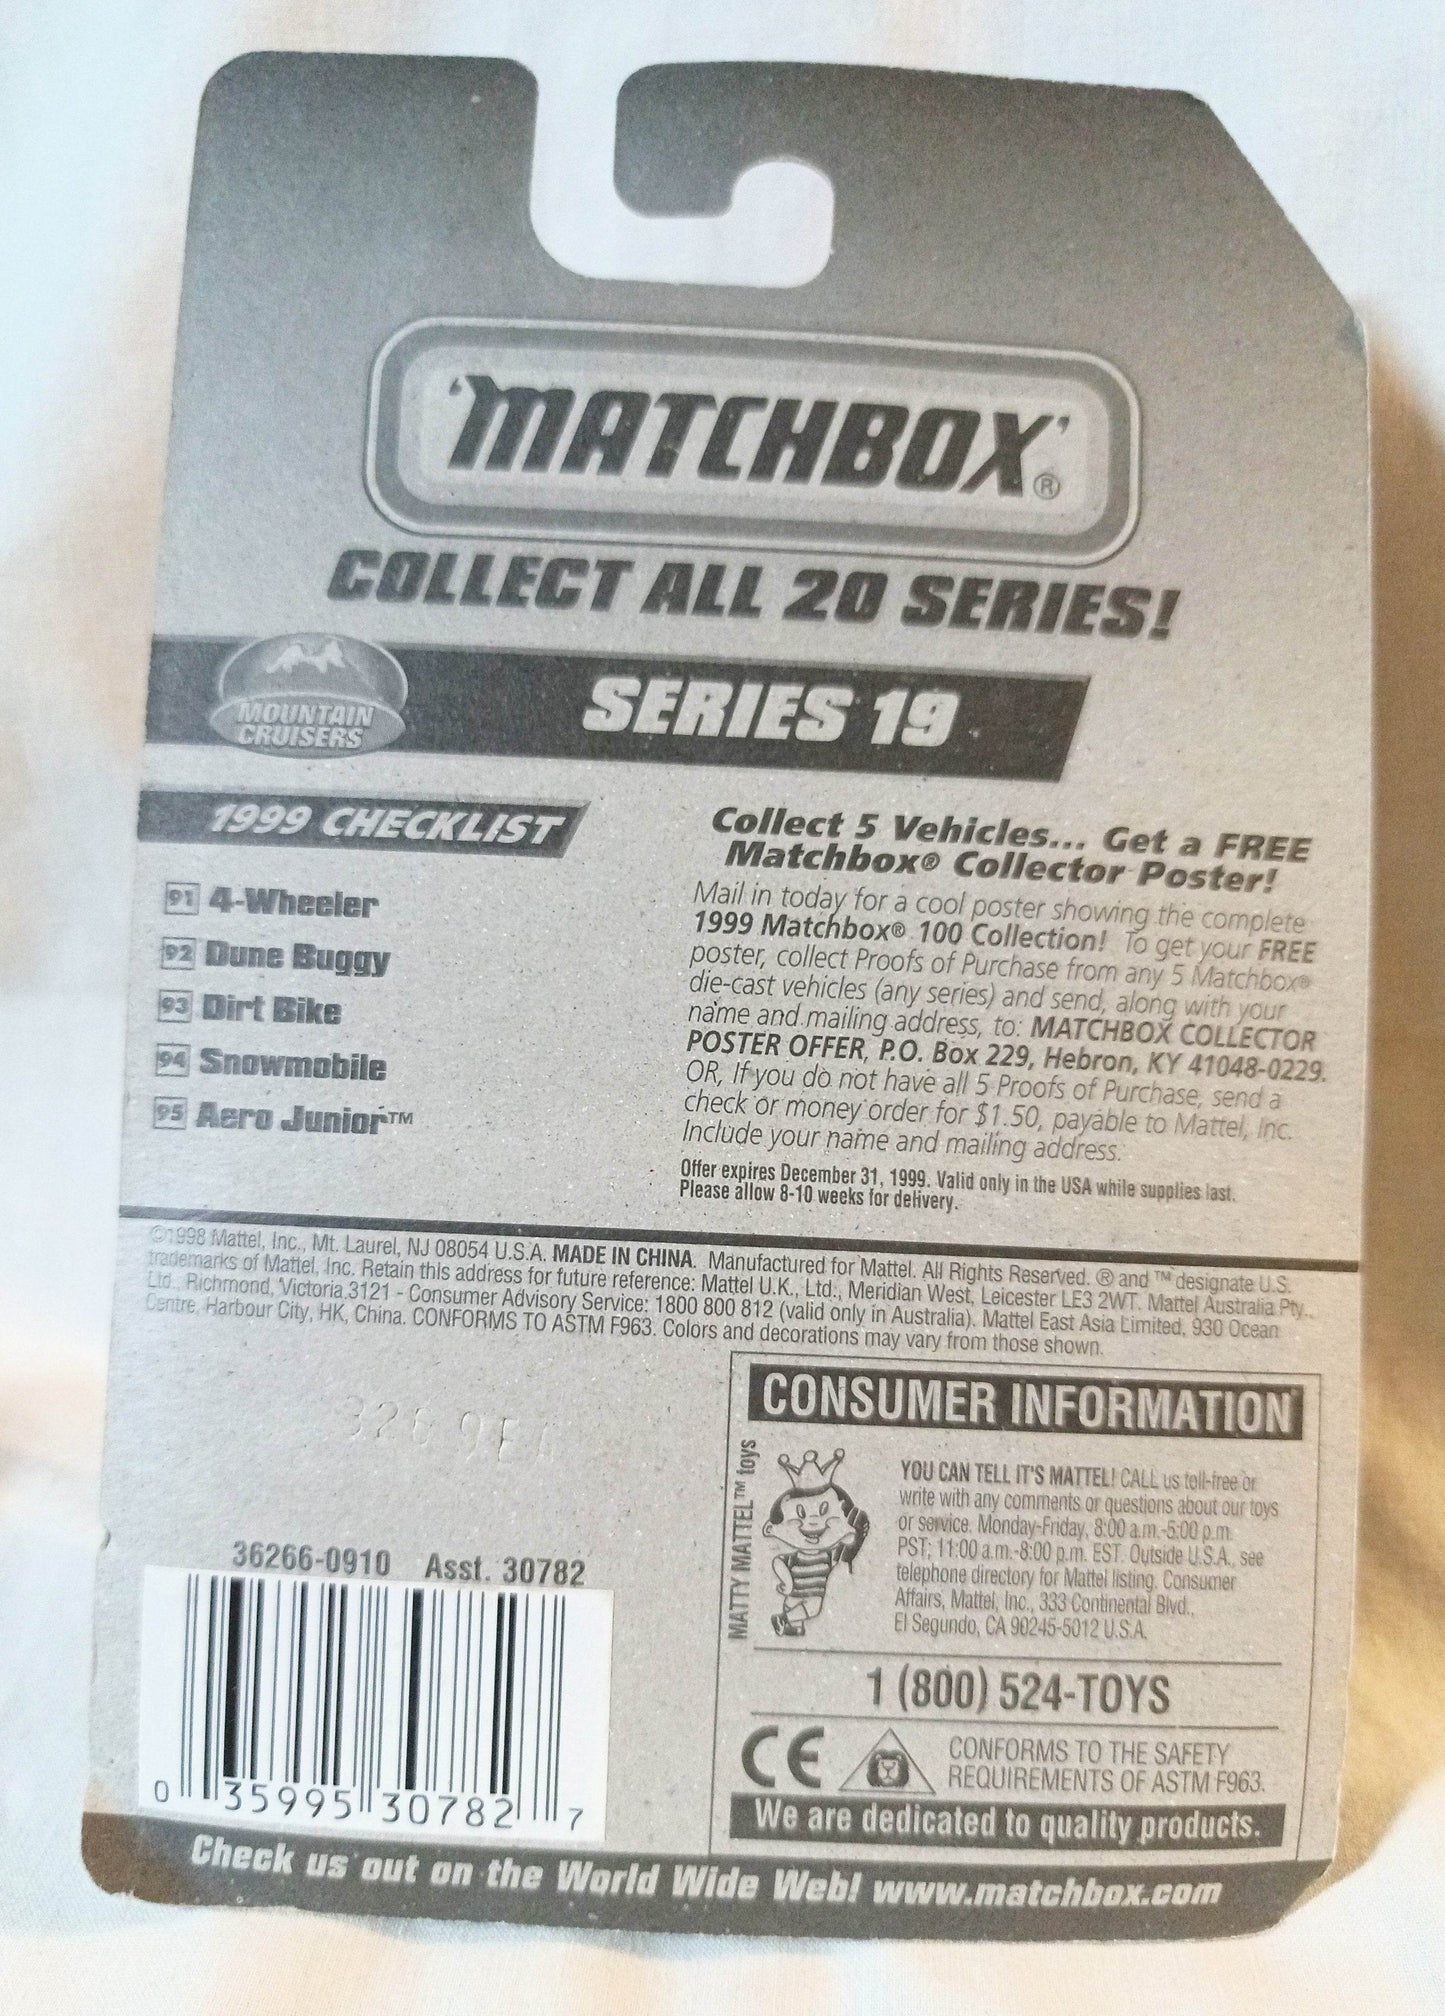 'MATCHBOX'®
COLLECT ALL 20 SERIES!
MOUNTAIN
CRUISERS
SERIES 19
1999 CHECKLIST
91 4-Wheeler
92 Dune Buggy
93 Dirt Bike
94 Snowmobile
95 Aero Junior™
Collect 5 Vehicles... Get a FREE
Matchbox® Collector Poster!
Mail in today for a cool poster showing the complete
1999 Matchbox® 100 Collection! To get your FREE
poster, collect Proofs of Purchase from any 5 Matchbox®
die-cast vehicles (any series) and send, along with your
name and mailing address, to: MATCHBOX COLLECTOR
POSTER OFFER, P.O. Box 229, Hebron, KY 41048-0229.
OR, If you do not have all 5 Proofs of Purchase, send a
check or money order for $1.50, payable to Mattel, Inc.
Include your name and mailing address.
Offer expires December 31, 1999. Valid only in the USA while supplies last.
Please allow 8-10 weeks for delivery.
©1998 Mattel, Inc., Mt. Laurel, NJ 08054 U.S.A. MADE IN CHINA. Manufactured for Mattel. All Rights Reserved. ® and ™ designate U.S.
trademarks of Mattel, Inc. Retain this address for future reference: Mattel U.K., Ltd., Meridian West, Leicester LE3 2WT. Mattel Australia Pty.,
Ltd., Richmond, Victoria.3121 - Consumer Advisory Service: 1800 800 812 (valid only in Australia). Mattel East Asia Limited, 930 Ocean
Centre, Harbour City, HK, China. CONFORMS TO ASTM F963. Colors and decorations may vary from those shown.
36266-0910 Asst. 30782
0 35995 30782 7
CONSUMER INFORMATION
MATTY MATTEL™ toys
YOU CAN TELL IT'S MATTEL! CALL us toll-free or
write with any comments or questions about our toys
or service. Monday-Friday, 8:00 a.m.-5:00 p.m.
PST; 11:00 a.m.-8:00 p.m. EST. Outside U.S.A., see
telephone directory for Mattel listing. Consumer
Affairs, Mattel, Inc., 333 Continental Blvd.,
El Segundo, CA 90245-5012 U.S.A.
1 (800) 524-TOYS
CE
CONFORMS TO THE SAFETY
REQUIREMENTS OF ASTM F963.
We are dedicated to quality products.
Check us out on the World Wide Web! www.matchbox.com